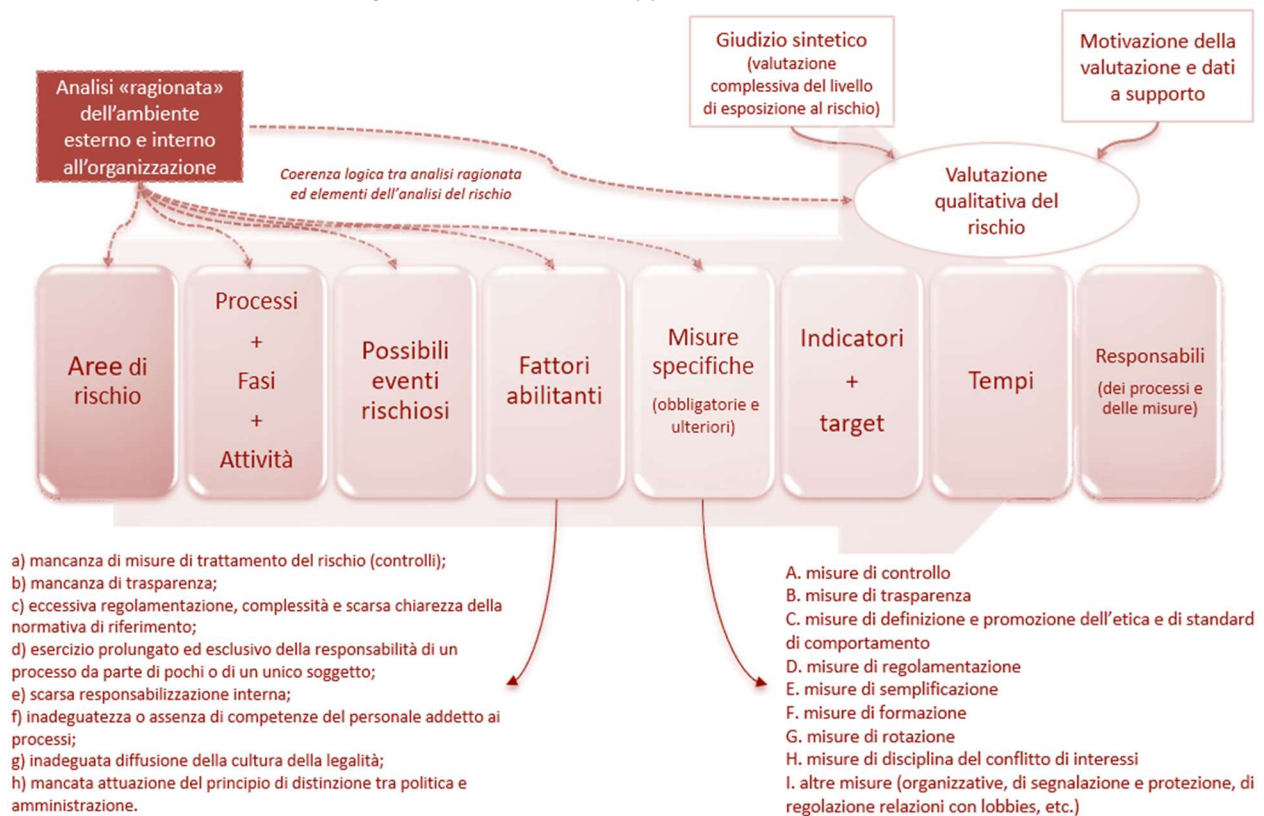 Giudizio sintetico
(valutazione
complessiva del livello
di esposizione al rischio)
Motivazione della
valutazione e dati
a supporto
Analisi «ragionata»
dell’ambiente
esterno e interno
all’organizzazione
Coerenza logica tra analisi ragionata
ed elementi dell’analisi del rischio
Valutazione
qualitativa del
rischio
Aree di
rischio
Processi
+
Fasi
+
Attività
Possibili
eventi
rischiosi
Fattori
abilitanti
Misure
specifiche
(obbligatorie e
ulteriori)
Indicatori
+
target
Tempi
Responsabili
(dei processi e
delle misure)
a) mancanza di misure di trattamento del rischio (controlli);
b) mancanza di trasparenza;
c) eccessiva regolamentazione, complessità e scarsa chiarezza della
normativa di riferimento;
d) esercizio prolungato ed esclusivo della responsabilità di un
processo da parte di pochi o di un unico soggetto;
e) scarsa responsabilizzazione interna;
f) inadeguatezza o assenza di competenze del personale addetto ai
processi;
g) inadeguata diffusione della cultura della legalità;
h) mancata attuazione del principio di distinzione tra politica e
amministrazione.
A. misure di controllo
B. misure di trasparenza
C. misure di definizione e promozione dell’etica e di standard
di comportamento
D. misure di regolamentazione
E. misure di semplificazione
F. misure di formazione
G. misure di rotazione
H. misure di disciplina del conflitto di interessi
I. altre misure (organizzative, di segnalazione e protezione, di
regolazione relazioni con lobbies, etc.)